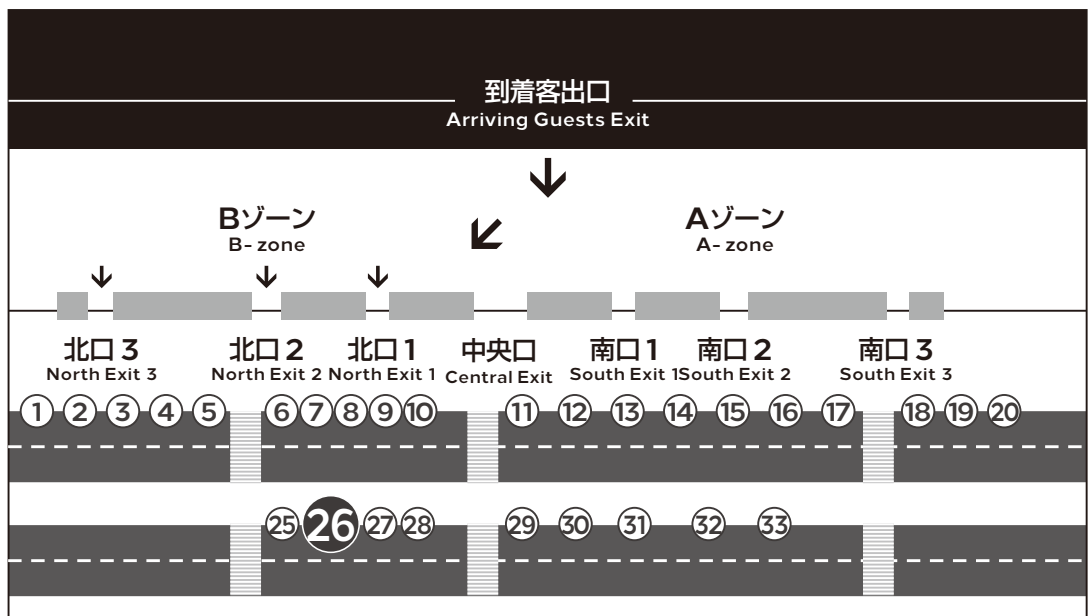 到着客出口
Arriving Guests Exit
Bゾーン
B- zone
Aゾーン
A- zone
北口 3
North Exit 3
北口 2
North Exit 2
北口 1
North Exit 1
中央口
Central Exit
南口 1
South Exit 1
南口 2
South Exit 2
南口 3
South Exit 3
1 2 3 4 5 6 7 8 9 10 11 12 13 14 15 16 17 18 19 20
25 26 27 28 29 30 31 32 33